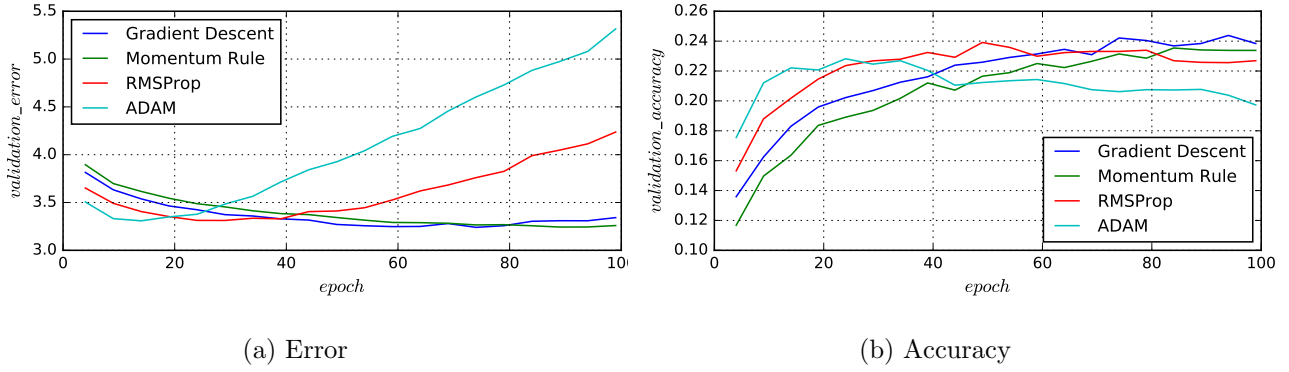 5.5
5.0
4.5
4.0
3.5
3.0
validation_error
Gradient Descent
Momentum Rule
RMSProp
ADAM
0 20 40 60 80 100
epoch
(a) Error
0.26
0.24
0.22
0.20
0.18
0.16
0.14
0.12
0.10
validation_accuracy
Gradient Descent
Momentum Rule
RMSProp
ADAM
0 20 40 60 80 100
epoch
(b) Accuracy